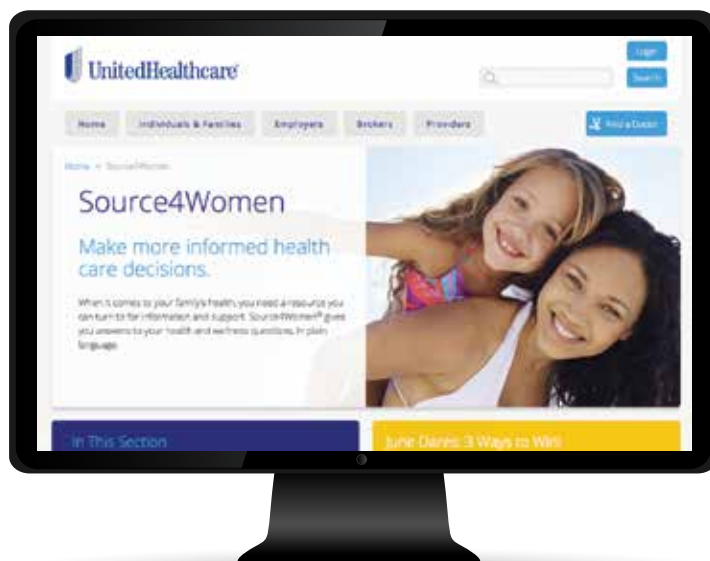 UnitedHealthcare
Login
Search
Home Individuals & Families Employers Brokers Providers Find a Doctor
Home > Source4Women
Source4Women
Make more informed health
care decisions.
When it comes to your family's health, you need a resource you
can turn to for information and support. Source4Women® gives
you answers to your health and wellness questions, in plain
language.
In This Section
June Dares: 3 Ways to Win!